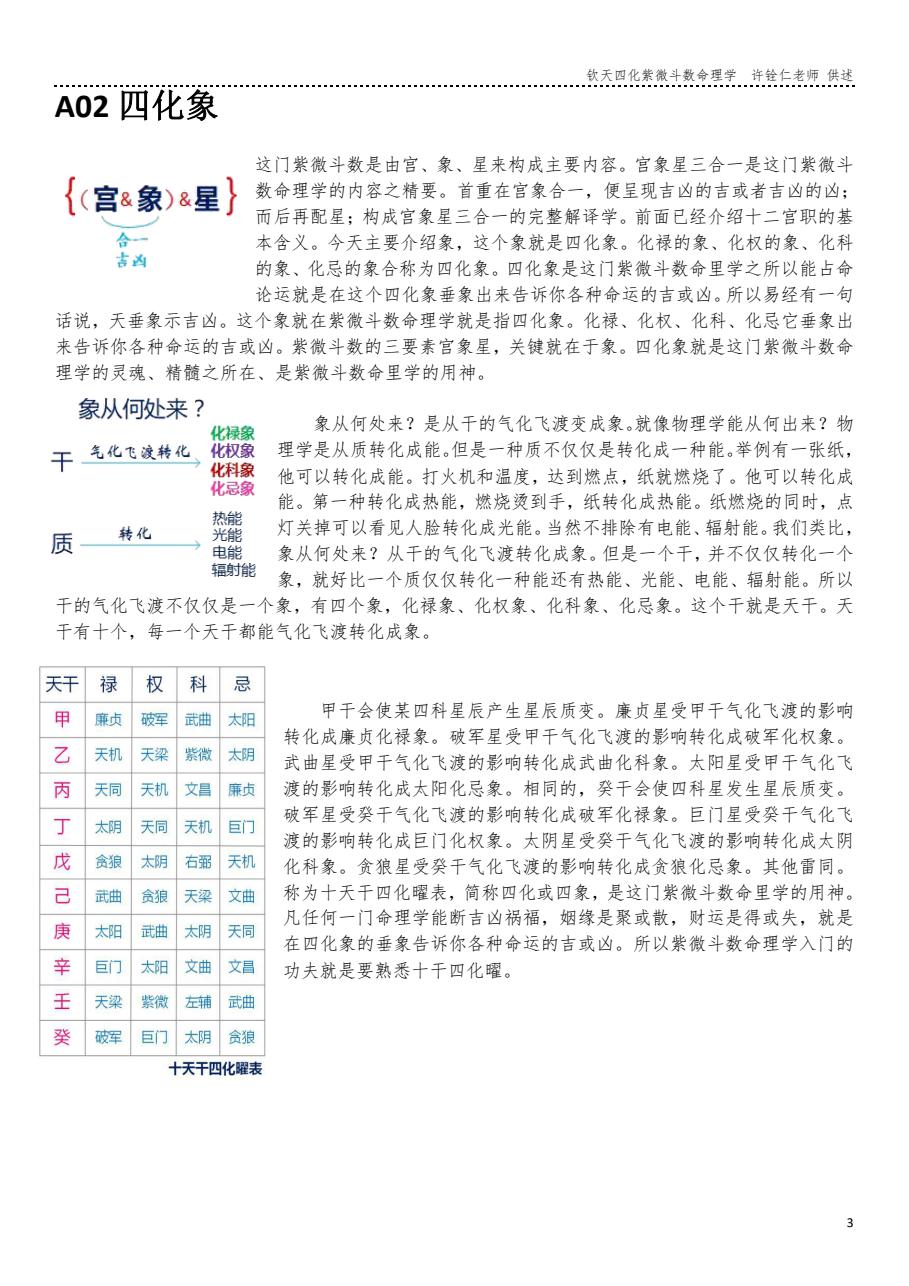 钦天四化紫微斗数命理学 许铨仁老师 供述
A02 四化象
{（宫&象）&星}
合一
吉凶
这门紫微斗数是由宫、象、星来构成主要内容。宫象星三合一是这门紫微斗
数命理学的内容之精要。首重在宫象合一，便呈现吉凶的吉或者吉凶的凶；
而后再配星；构成宫象星三合一的完整解译学。前面已经介绍十二宫职的基
本含义。今天主要介绍象，这个象就是四化象。化禄的象、化权的象、化科
的象、化忌的象合称为四化象。四化象是这门紫微斗数命里学之所以能占命
论运就是在这个四化象垂象出来告诉你各种命运的吉或凶。所以易经有一句
话说，天垂象示吉凶。这个象就在紫微斗数命理学就是指四化象。化禄、化权、化科、化忌它垂象出
来告诉你各种命运的吉或凶。紫微斗数的三要素宫象星，关键就在于象。四化象就是这门紫微斗数命
理学的灵魂、精髓之所在、是紫微斗数命里学的用神。
象从何处来？
干 气化飞渡转化
化禄象
化权象
化科象
化忌象
质 转化
热能
光能
电能
辐射能
象从何处来？是从干的气化飞渡变成象。就像物理学能从何出来？物
理学是从质转化成能。但是一种质不仅仅是转化成一种能。举例有一张纸，
他可以转化成能。打火机和温度，达到燃点，纸就燃烧了。他可以转化成
能。第一种转化成热能，燃烧烫到手，纸转化成热能。纸燃烧的同时，点
灯关掉可以看见人脸转化成光能。当然不排除有电能、辐射能。我们类比，
象从何处来？从干的气化飞渡转化成象。但是一个干，并不仅仅转化一个
象，就好比一个质仅仅转化一种能还有热能、光能、电能、辐射能。所以
干的气化飞渡不仅仅是一个象，有四个象，化禄象、化权象、化科象、化忌象。这个干就是天干。天
干有十个，每一个天干都能气化飞渡转化成象。
天干 禄 权 科 忌
甲 廉贞 破军 武曲 太阳
乙 天机 天梁 紫微 太阴
丙 天同 天机 文昌 廉贞
丁 太阴 天同 天机 巨门
戊 贪狼 太阴 右弼 天机
己 武曲 贪狼 天梁 文曲
庚 太阳 武曲 太阴 天同
辛 巨门 太阳 文曲 文昌
壬 天梁 紫微 左辅 武曲
癸 破军 巨门 太阴 贪狼
十天干四化曜表
甲干会使某四科星辰产生星辰质变。廉贞星受甲干气化飞渡的影响
转化成廉贞化禄象。破军星受甲干气化飞渡的影响转化成破军化权象。
武曲星受甲干气化飞渡的影响转化成武曲化科象。太阳星受甲干气化飞
渡的影响转化成太阳化忌象。相同的，癸干会使四科星发生星辰质变。
破军星受癸干气化飞渡的影响转化成破军化禄象。巨门星受癸干气化飞
渡的影响转化成巨门化权象。太阴星受癸干气化飞渡的影响转化成太阴
化科象。贪狼星受癸干气化飞渡的影响转化成贪狼化忌象。其他雷同。
称为十天干四化曜表，简称四化或四象，是这门紫微斗数命里学的用神。
凡任何一门命理学能断吉凶祸福，姻缘是聚或散，财运是得或失，就是
在四化象的垂象告诉你各种命运的吉或凶。所以紫微斗数命理学入门的
功夫就是要熟悉十干四化曜。
3